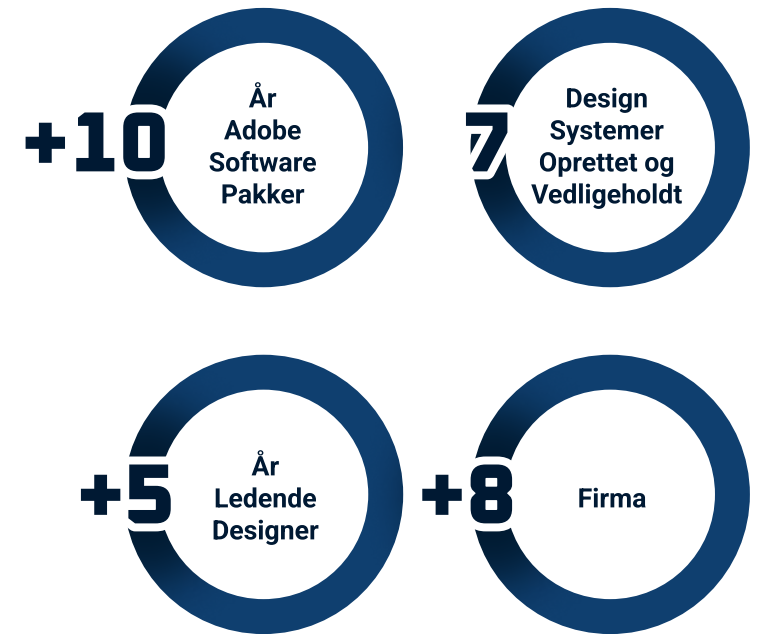 +10
År
Adobe
Software
Pakker
7
Design
Systemer
Oprettet og
Vedligeholdt
+5
År
Ledende
Designer
+8
Firma